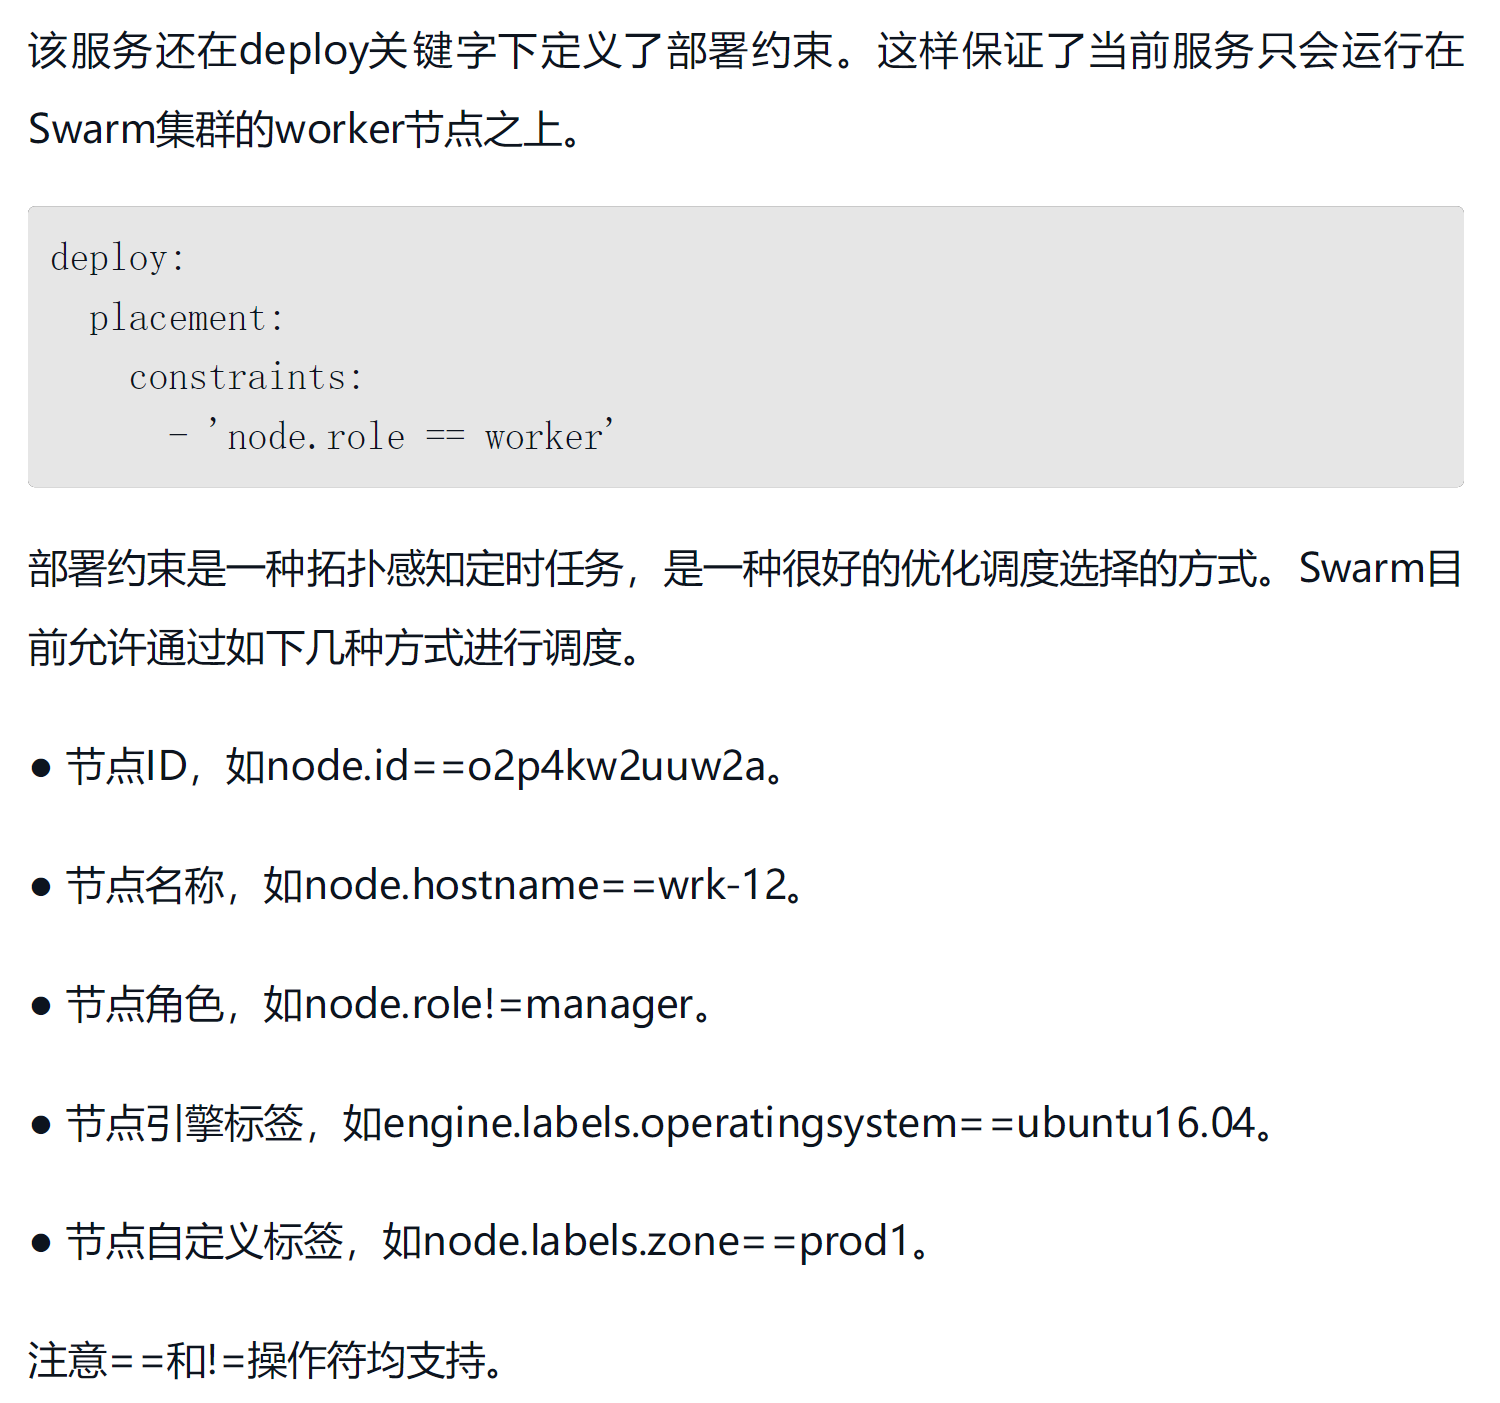 该服务还在deploy关键字下定义了部署约束。这样保证了当前服务只会运行在
Swarm集群的worker节点之上。
deploy:
  placement:
    constraints:
      - 'node.role == worker'
部署约束是一种拓扑感知定时任务，是一种很好的优化调度选择的方式。Swarm目
前允许通过如下几种方式进行调度。
● 节点ID，如node.id==o2p4kw2uuw2a。
● 节点名称，如node.hostname==wrk-12。
● 节点角色，如node.role!=manager。
● 节点引擎标签，如engine.labels.operatingsystem==ubuntu16.04。
● 节点自定义标签，如node.labels.zone==prod1。
注意==和!=操作符均支持。